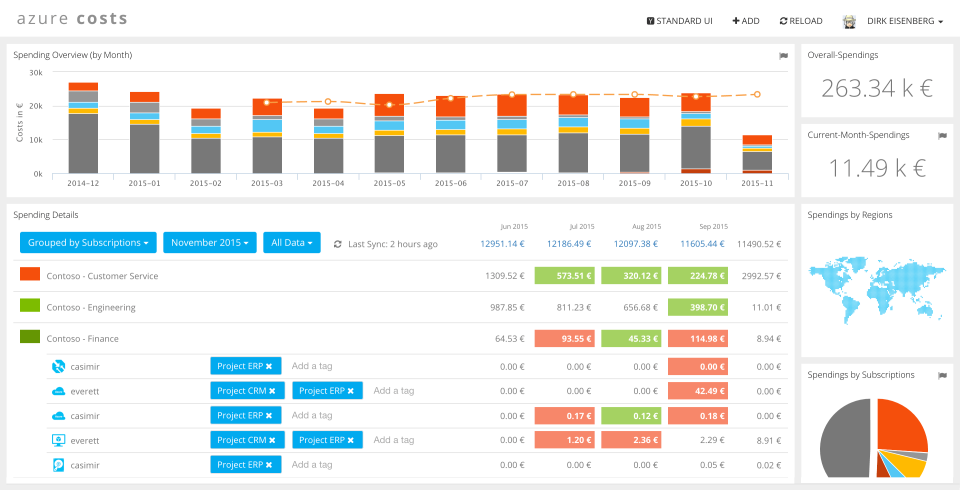 azure costs
STANDARD UI ADD RELOAD DIRK EISENBERG
Spending Overview (by Month)
Costs in €
30k
20k
10k
0k
2014-12 2015-01 2015-02 2015-03 2015-04 2015-05 2015-06 2015-07 2015-08 2015-09 2015-10 2015-11
Overall-Spendings
263.34 k €
Current-Month-Spendings
11.49 k €
Spending Details
Jun 2015 Jul 2015 Aug 2015 Sep 2015
Grouped by Subscriptions November 2015 All Data Last Sync: 2 hours ago 12951.14 € 12186.49 € 12097.38 € 11605.44 € 11490.52 €
Contoso - Customer Service 1309.52 € 573.51 € 320.12 € 224.78 € 2992.57 €
Contoso - Engineering 987.85 € 811.23 € 656.68 € 398.70 € 11.01 €
Contoso - Finance 64.53 € 93.55 € 45.33 € 114.98 € 8.94 €
casimir Project ERP Add a tag 0.00 € 0.00 € 0.00 € 0.00 € 0.00 €
everett Project CRM Project ERP Add a tag 0.00 € 0.00 € 0.00 € 42.49 € 0.00 €
casimir Project ERP Add a tag 0.00 € 0.17 € 0.12 € 0.18 € 0.00 €
everett Project CRM Project ERP Add a tag 0.00 € 1.20 € 2.36 € 2.29 € 8.91 €
casimir Project ERP Add a tag 0.00 € 0.00 € 0.00 € 0.05 € 0.02 €
Spendings by Regions
Spendings by Subscriptions